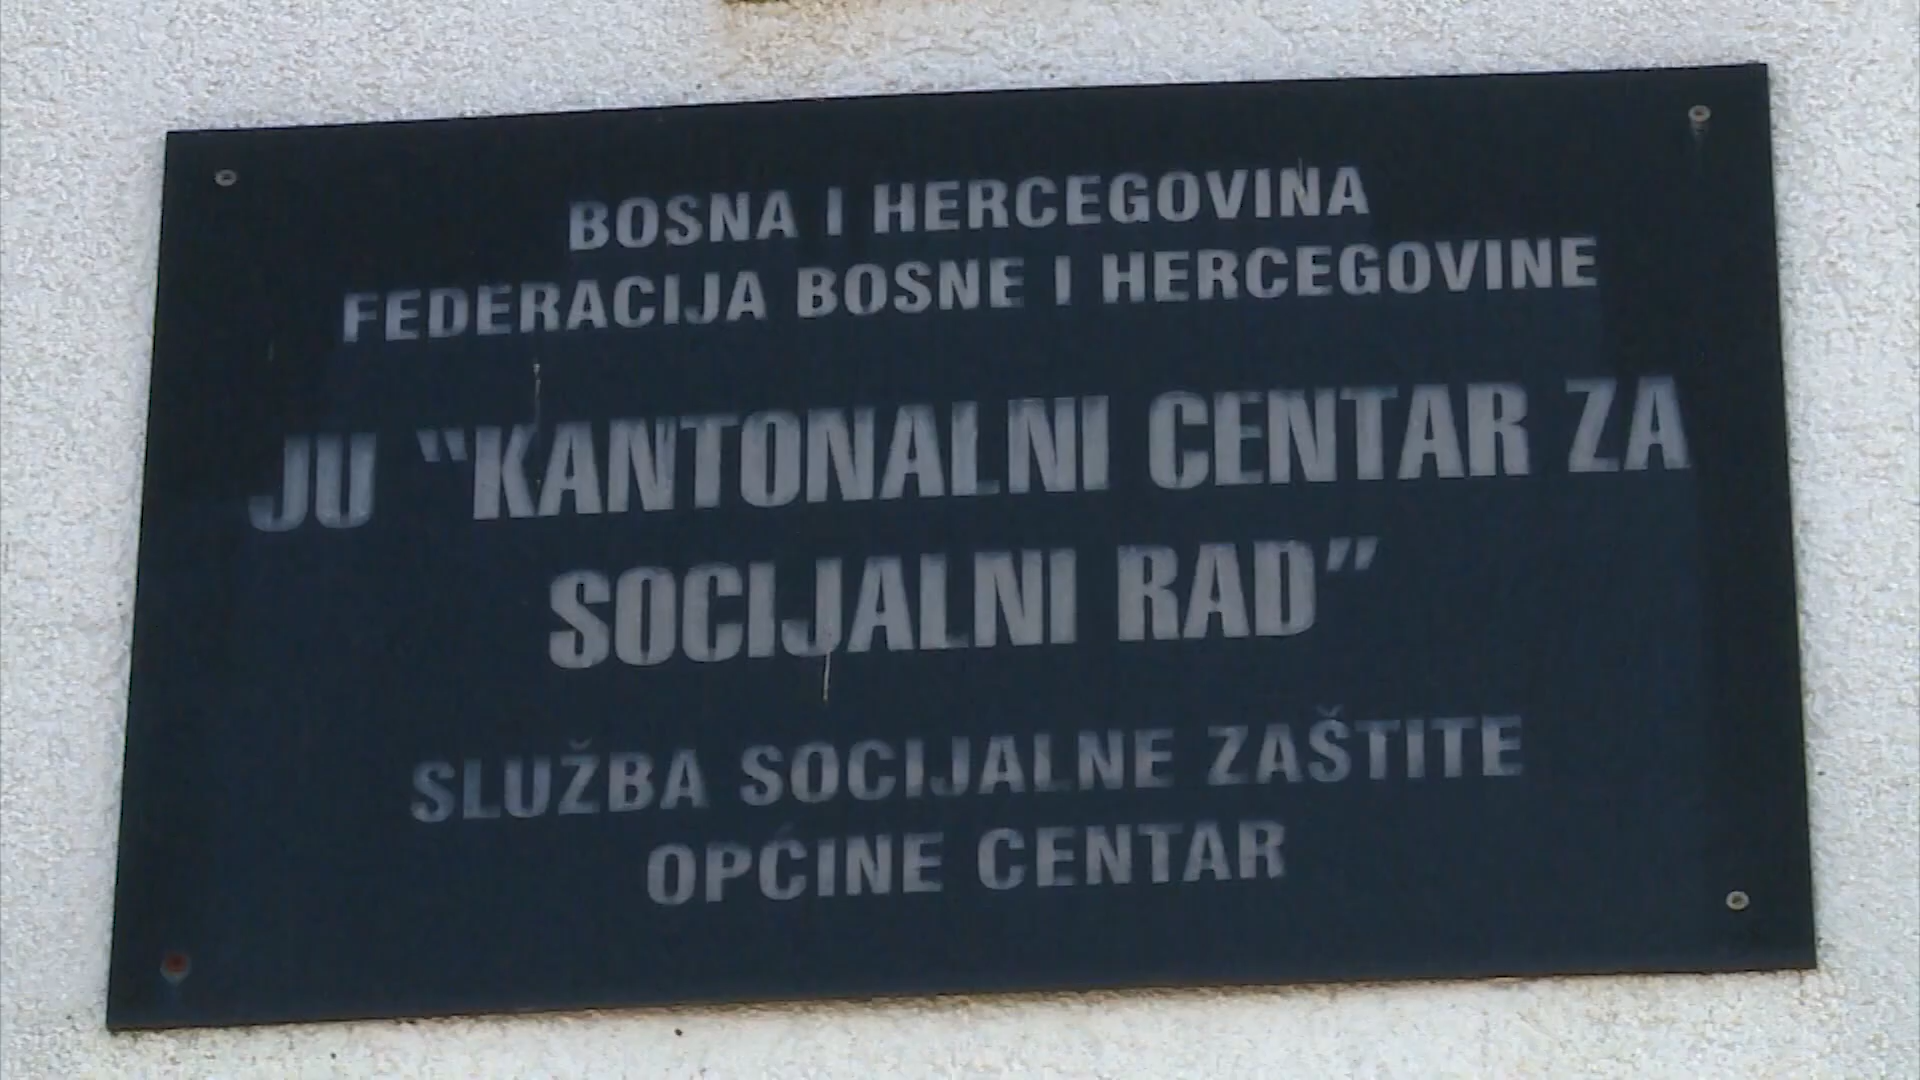 BOSNA I HERCEGOVINA
FEDERACIJA BOSNE I HERCEGOVINE
JU “KANTONALNI CENTAR ZA
SOCIJALNI RAD”
SLUŽBA SOCIJALNE ZAŠTITE
OPĆINE CENTAR